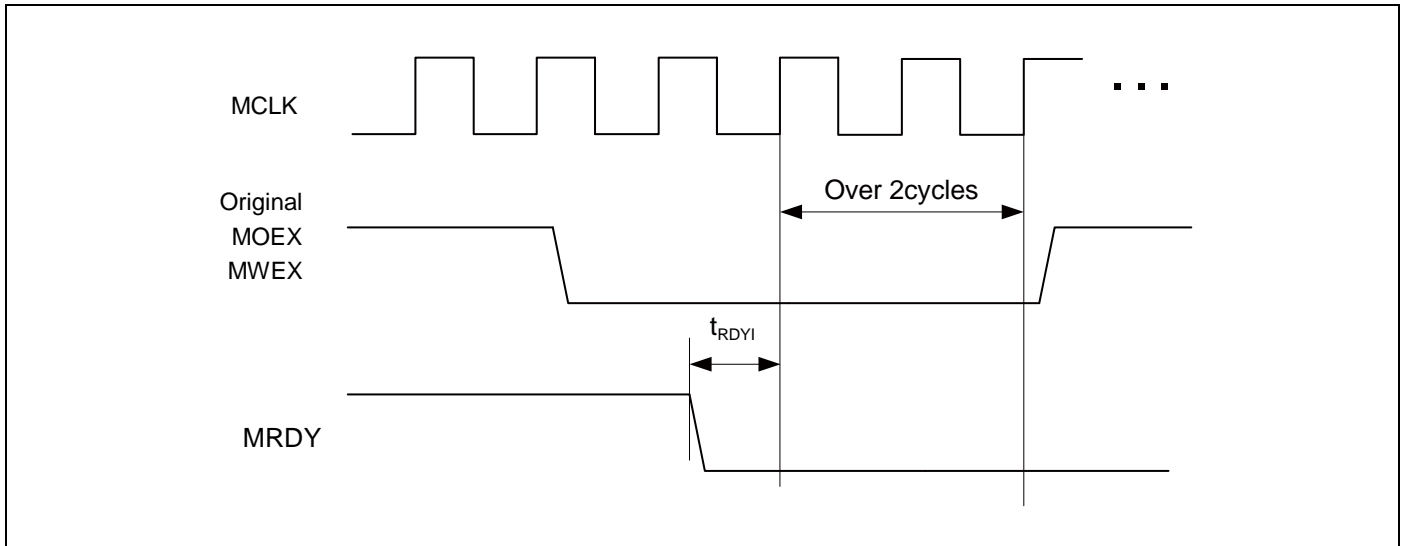 MCLK
Original
MOEX
MWEX
Over 2cycles
tRDYI
MRDY